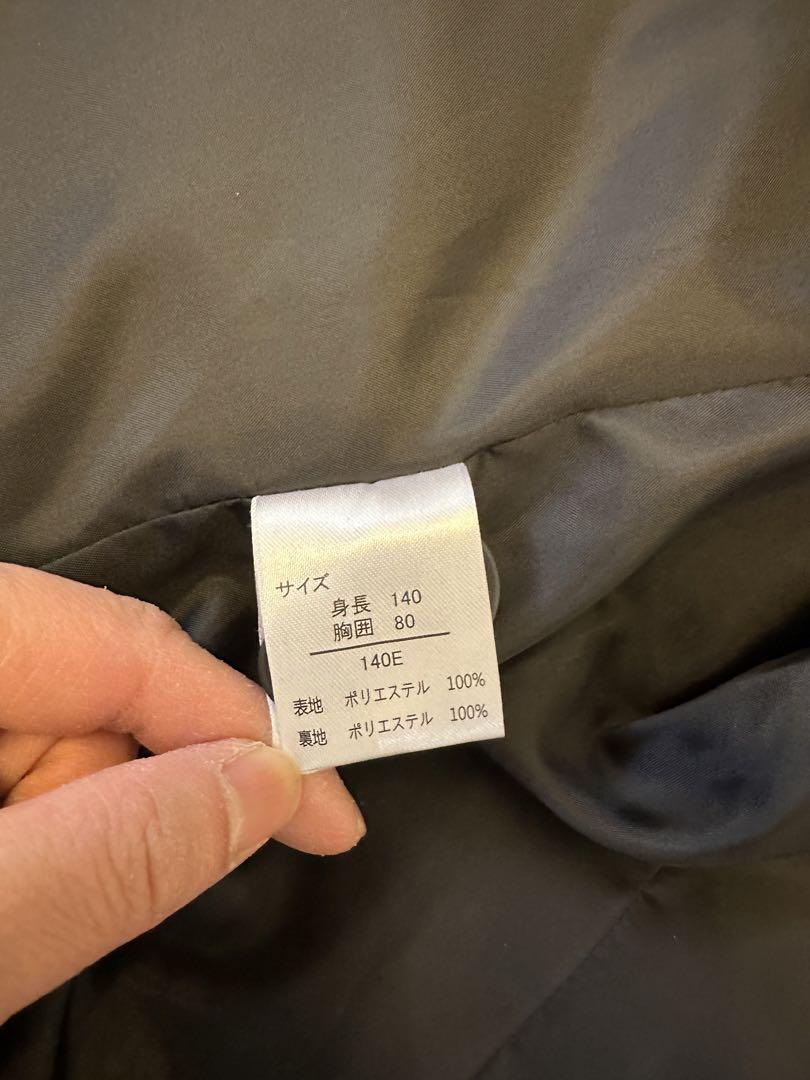 サイズ
身長 140
胸囲 80
140E
表地 ポリエステル 100%
裏地 ポリエステル 100%